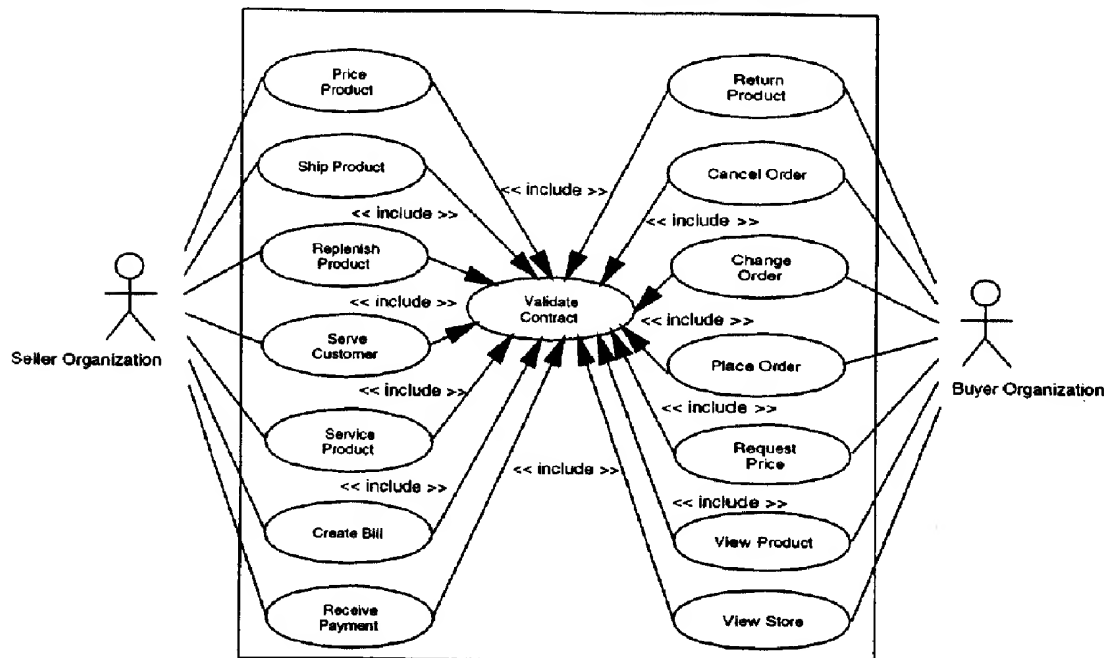 Price
Product
Return
Product
Ship Product
<< include >>
Cancel Order
<< include >>
<< include >>
Replenish
Product
Change
Order
Validate
Contract
<< include >>
<< include >>
Serve
Customer
Seller Organization
Place Order
Buyer Organization
<< include >>
<< include >>
Service
Product
Request
Price
<< include >>
<< include >>
<< include >>
Create Bill
View Product
Receive
Payment
View Store